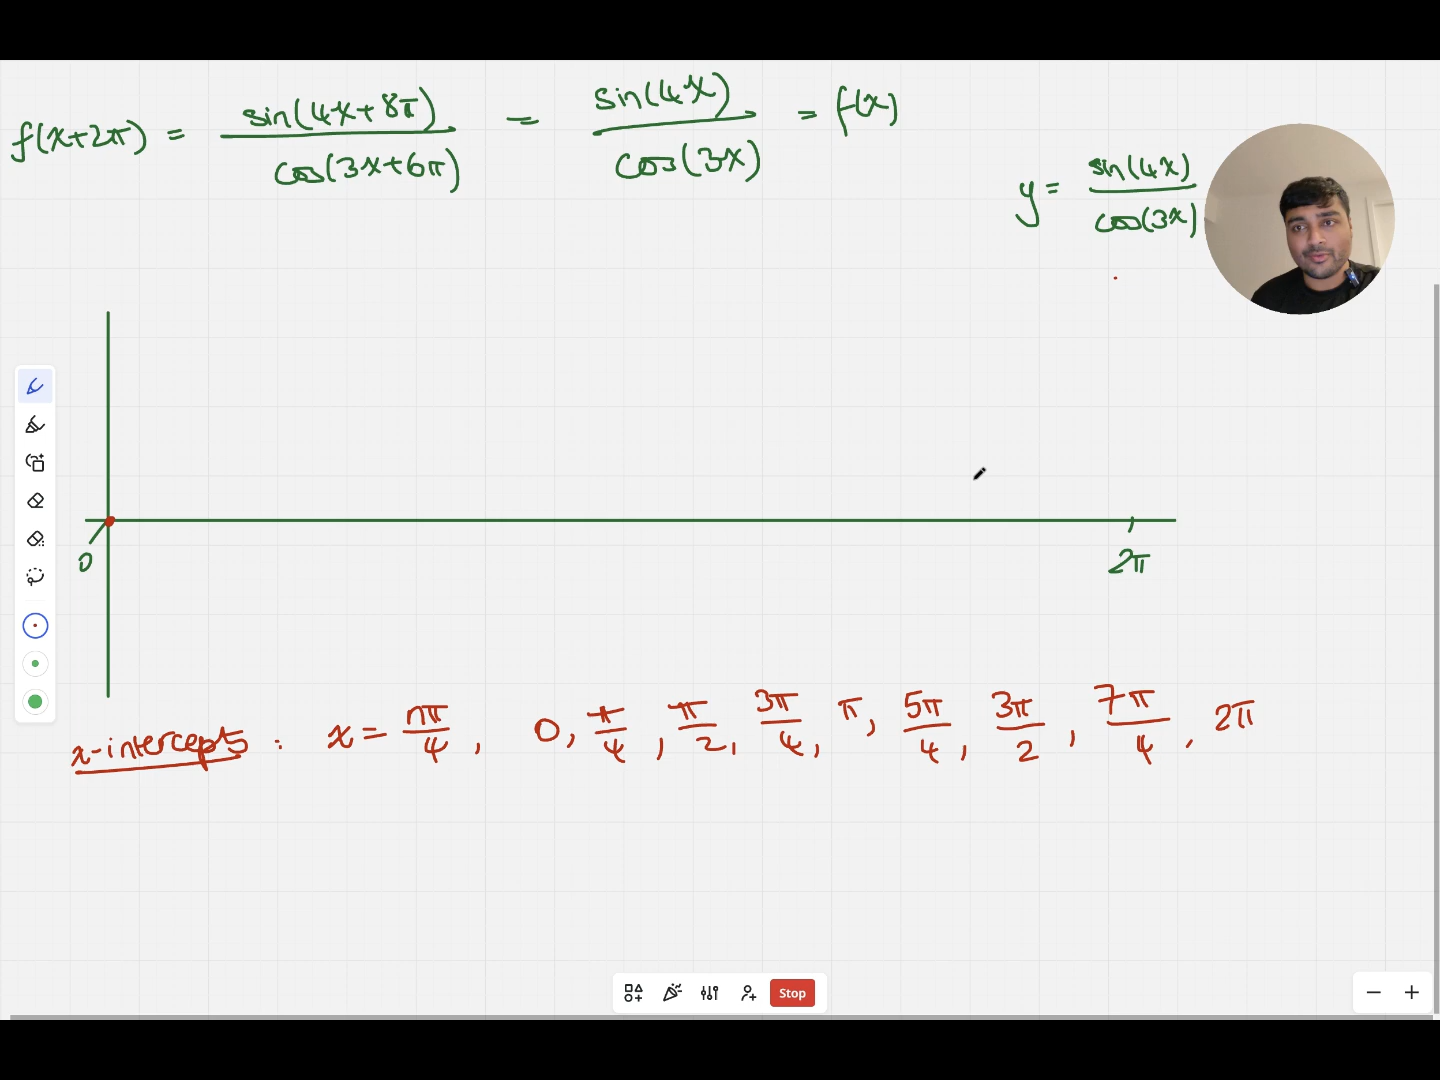 f(x+2π) = sin(4x+8π) / cos(3x+6π) = sin(4x) / cos(3x) = f(x)
y = sin(4x) / cos(3x)
0
2π
x-intercepts : x = nπ/4 , 0, π/4, π/2, 3π/4, π, 5π/4, 3π/2, 7π/4, 2π
Stop